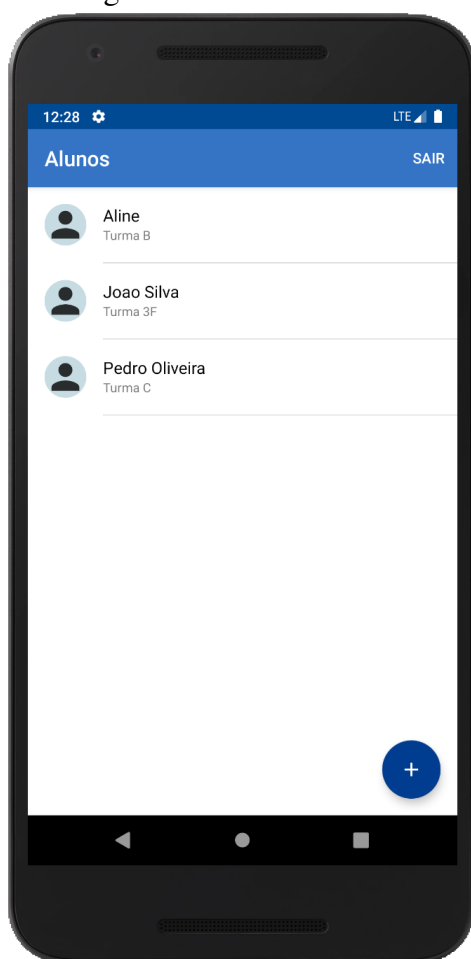 12:28 LTE
Alunos SAIR
Aline
Turma B
Joao Silva
Turma 3F
Pedro Oliveira
Turma C
+